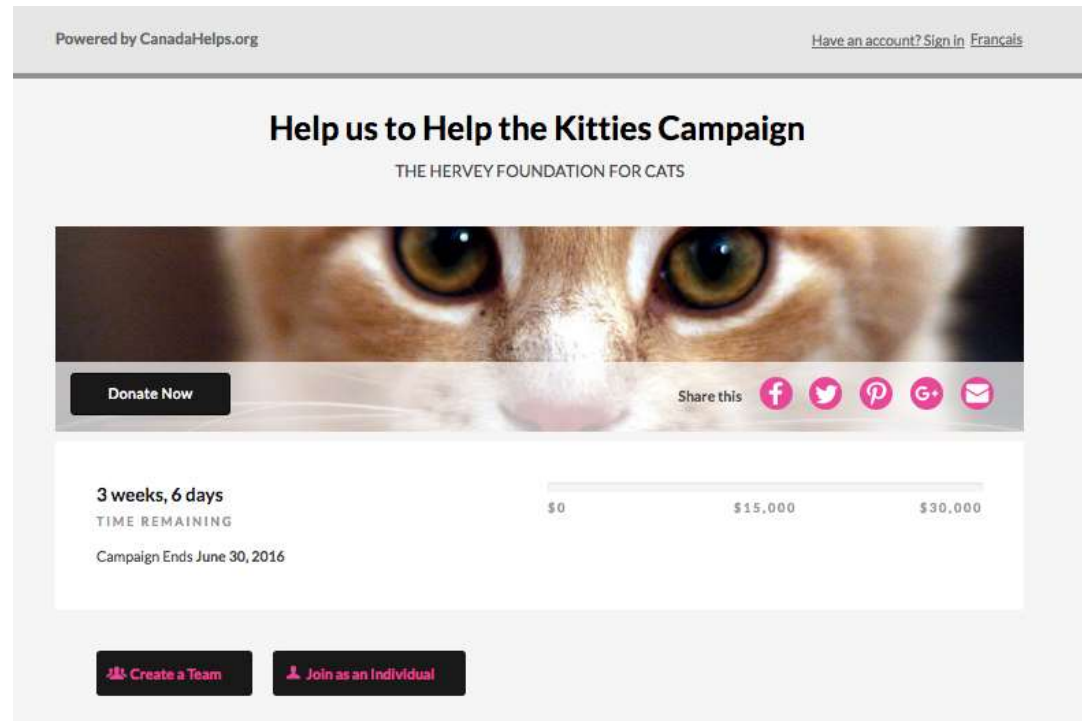 Powered by CanadaHelps.org
Have an account? Sign in Français
Help us to Help the Kitties Campaign
THE HERVEY FOUNDATION FOR CATS
Donate Now
Share this
3 weeks, 6 days
TIME REMAINING
$0 $15,000 $30,000
Campaign Ends June 30, 2016
Create a Team
Join as an Individual